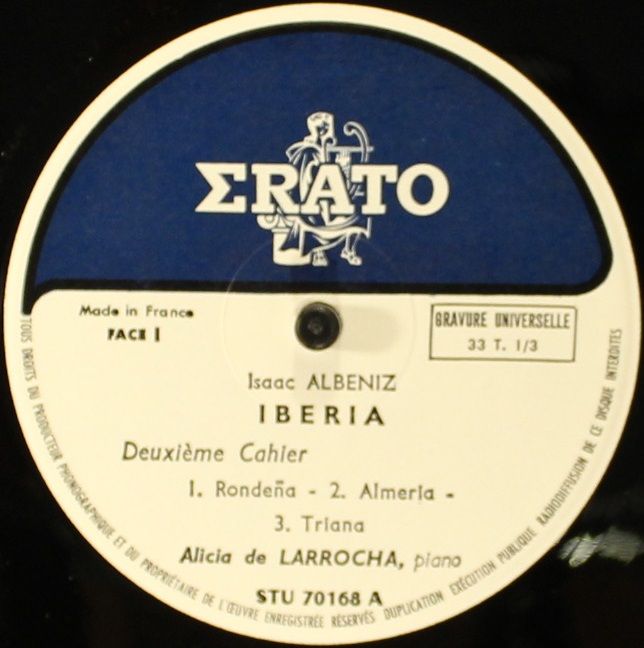 ΣRATO
Made in France
FACE I
GRAVURE UNIVERSELLE
33 T. 1/3
Isaac ALBENIZ
IBERIA
Deuxième Cahier
1. Rondeña - 2. Almeria -
3. Triana
Alicia de LARROCHA, piano
STU 70168 A
TOUS DROITS DU PRODUCTEUR PHONOGRAPHIQUE ET DU PROPRIÉTAIRE DE L'ŒUVRE ENREGISTRÉE RÉSERVÉS DUPLICATION EXÉCUTION PUBLIQUE RADIODIFFUSION DE CE DISQUE INTERDITES